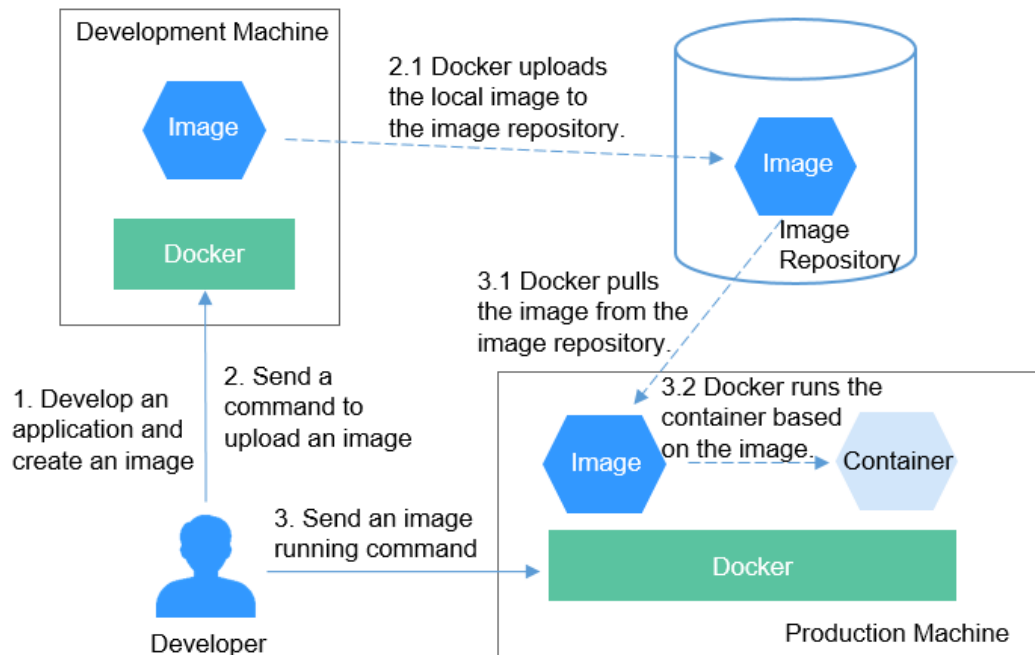 Development Machine
Image
Docker
2.1 Docker uploads
the local image to
the image repository.
Image
Image
Repository
3.1 Docker pulls
the image from the
image repository.
1. Develop an
application and
create an image
2. Send a
command to
upload an image
3. Send an image
running command
Developer
3.2 Docker runs the
container based
on the image.
Image
Container
Docker
Production Machine